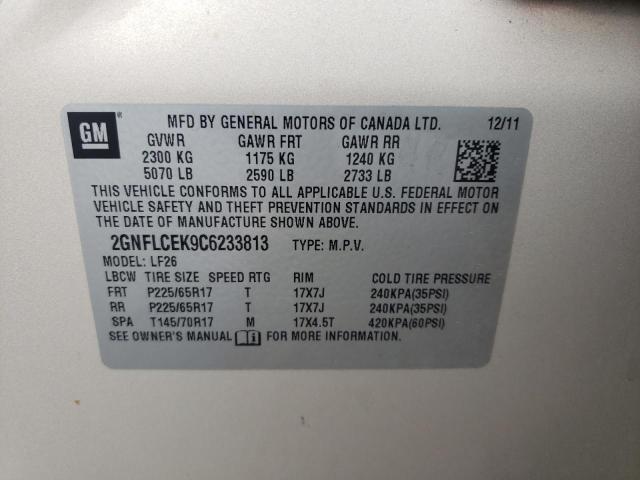 GM
MFD BY GENERAL MOTORS OF CANADA LTD. 12/11
GVWR GAWR FRT GAWR RR
2300 KG 1175 KG 1240 KG
5070 LB 2590 LB 2733 LB
THIS VEHICLE CONFORMS TO ALL APPLICABLE U.S. FEDERAL MOTOR
VEHICLE SAFETY AND THEFT PREVENTION STANDARDS IN EFFECT ON
THE DATE OF MANUFACTURE SHOWN ABOVE.
2GNFLCEK9C6233813 TYPE: M.P.V.
MODEL: LF26
LBCW TIRE SIZE SPEED RTG RIM COLD TIRE PRESSURE
FRT P225/65R17 T 17X7J 240KPA(35PSI)
RR P225/65R17 T 17X7J 240KPA(35PSI)
SPA T145/70R17 M 17X4.5T 420KPA(60PSI)
SEE OWNER'S MANUAL FOR MORE INFORMATION.